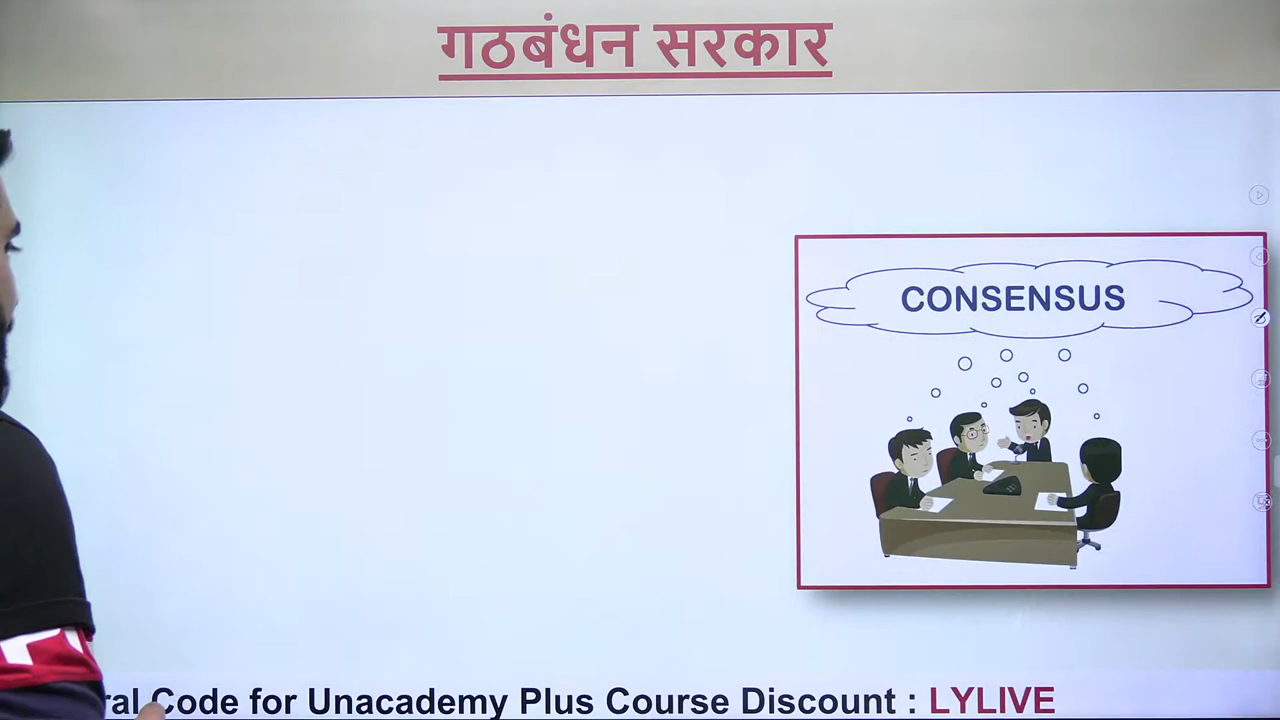 गठबंधन सरकार
CONSENSUS
Code for Unacademy Plus Course Discount : LYLIVE